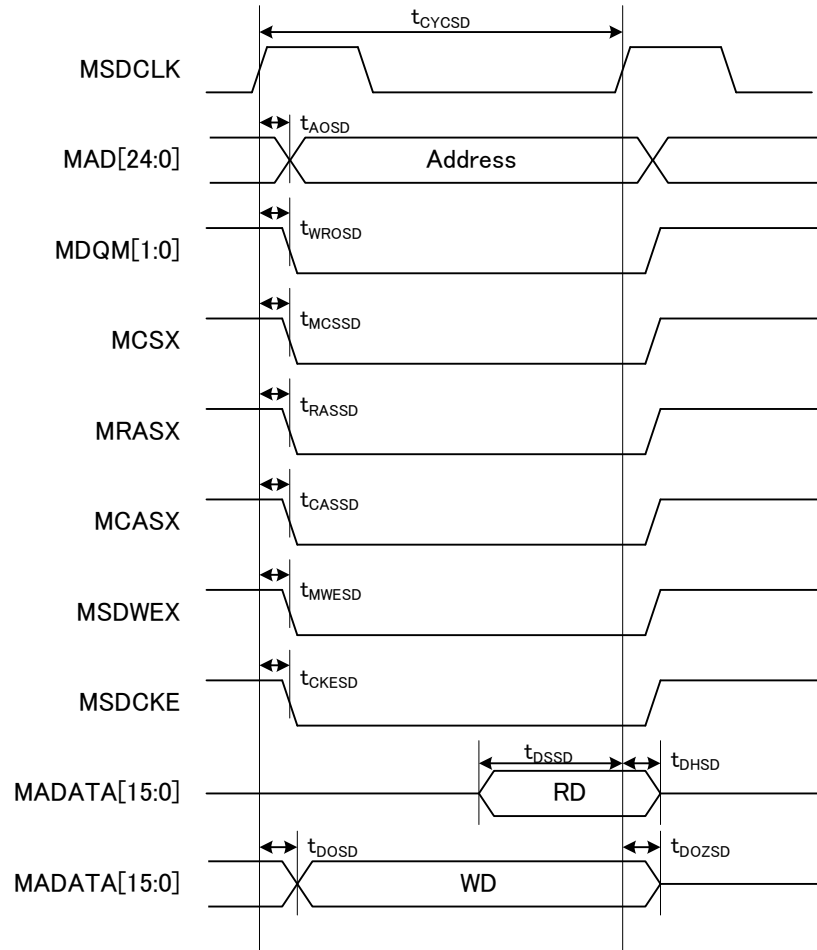 tCYCSD
MSDCLK
tAOSD
MAD[24:0]
Address
tWROSD
MDQM[1:0]
tMCSSD
MCSX
tRASSD
MRASX
tCASSD
MCASX
tMWESD
MSDWEX
tCKESD
MSDCKE
tDSSD
tDHSD
MADATA[15:0]
RD
tDOSD
tDOZSD
MADATA[15:0]
WD